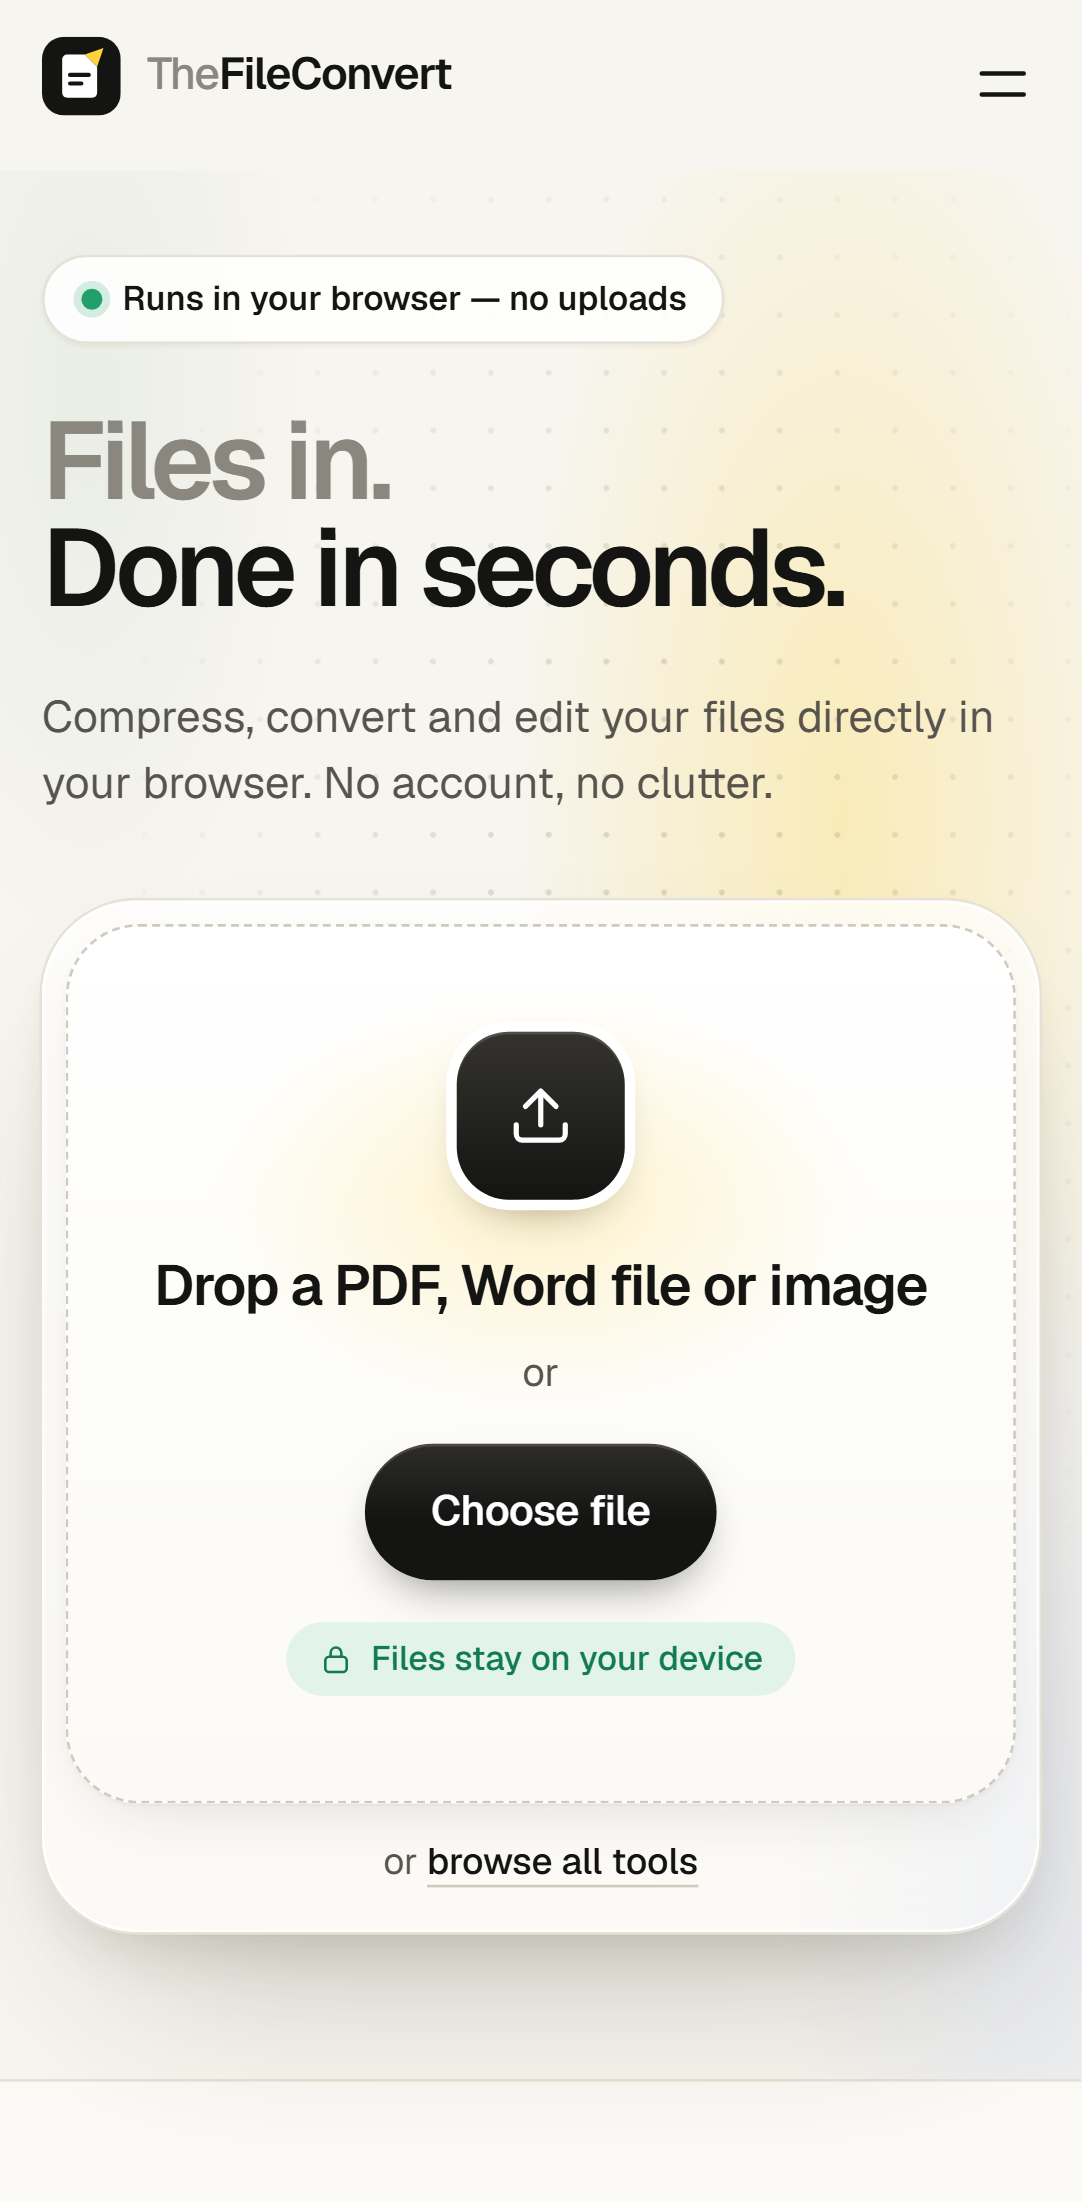 TheFileConvert
Runs in your browser — no uploads
Files in.
Done in seconds.
Compress, convert and edit your files directly in
your browser. No account, no clutter.
Drop a PDF, Word file or image
or
Choose file
Files stay on your device
or browse all tools